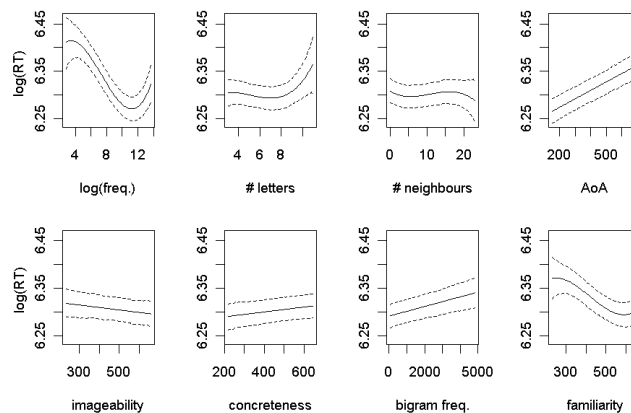 log(RT)
6.45
6.35
6.25
4 8 12
4 6 8
0 5 10 20
200 500
log(freq.)
# letters
# neighbours
AoA
log(RT)
6.45
6.35
6.25
6.45
6.35
6.25
6.45
6.35
6.25
6.45
6.35
6.25
6.45
6.35
6.25
6.45
6.35
6.25
6.45
6.35
6.25
300 500
200 400 600
0 2000 5000
300 500
imageability
concreteness
bigram freq.
familiarity